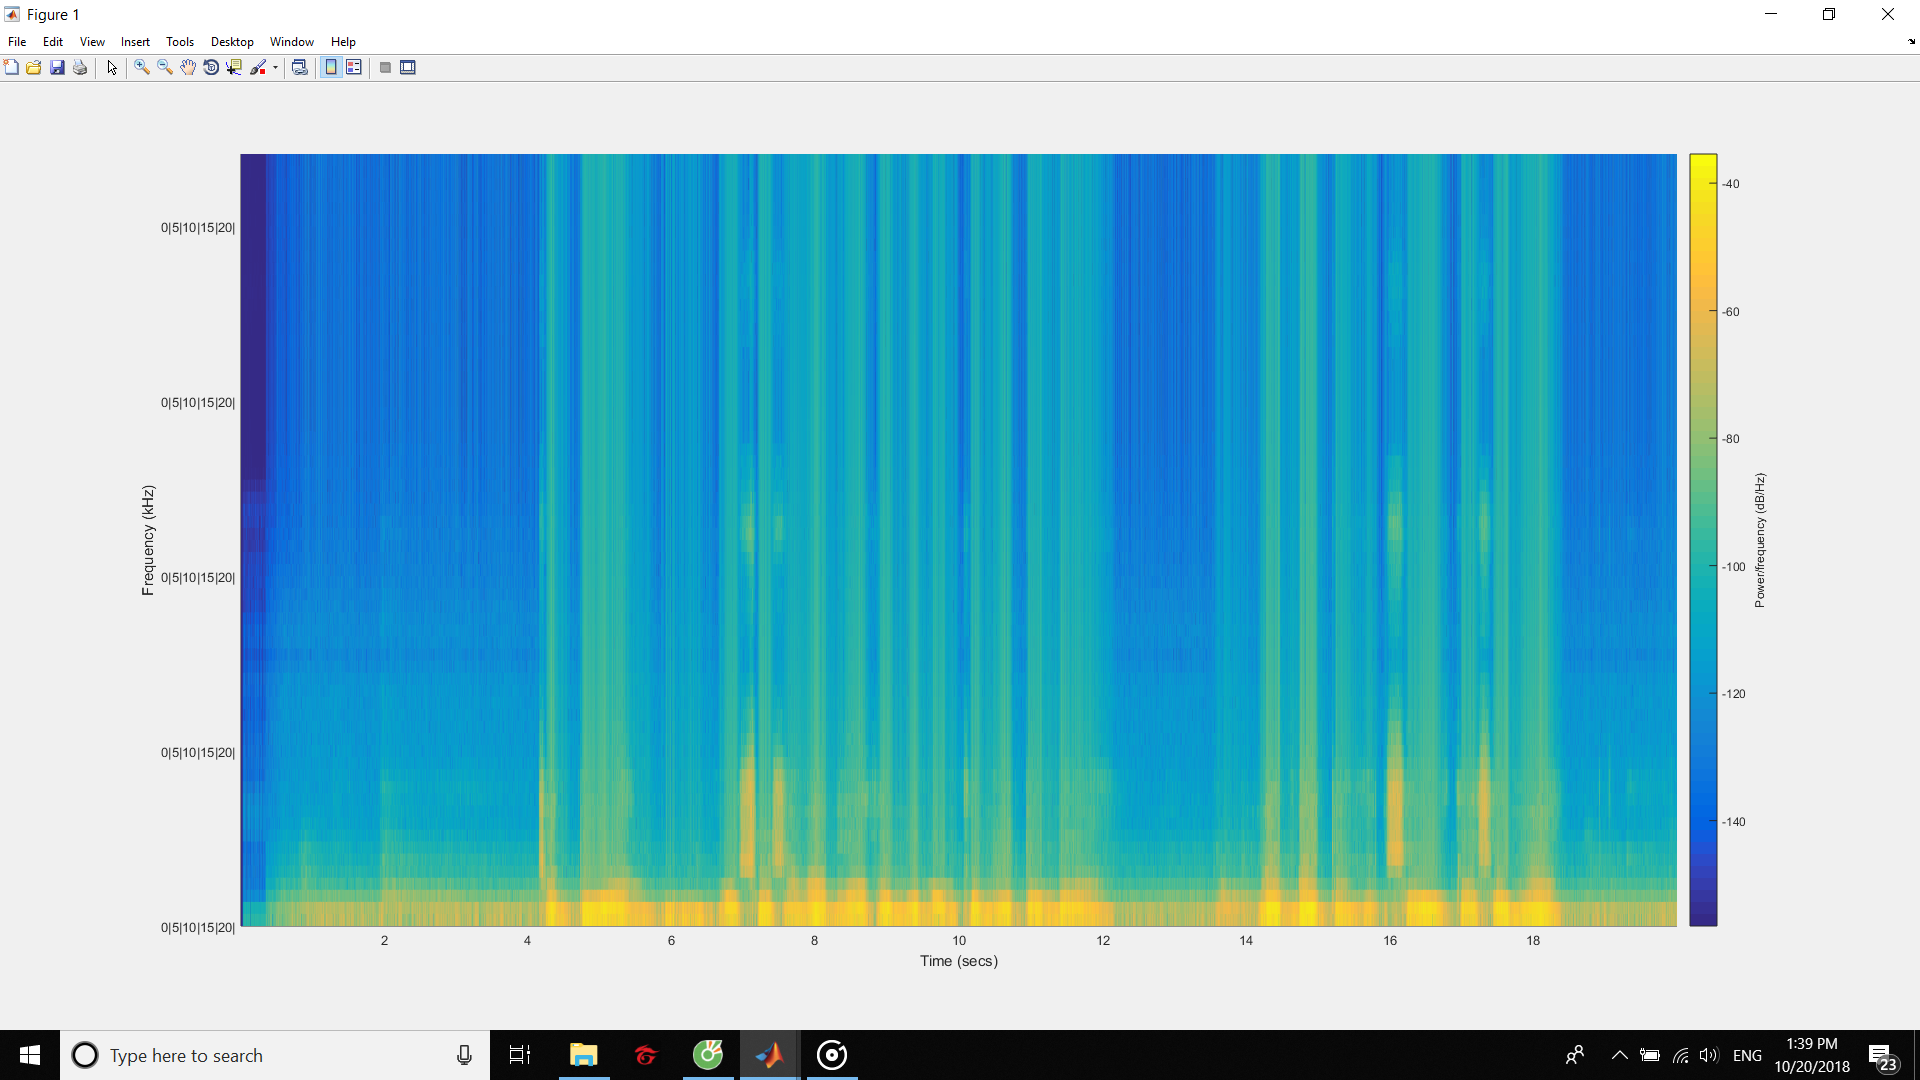 Figure 1
File Edit View Insert Tools Desktop Window Help
0|5|10|15|20|
0|5|10|15|20|
0|5|10|15|20|
0|5|10|15|20|
0|5|10|15|20|
Frequency (kHz)
2 4 6 8 10 12 14 16 18
Time (secs)
-40
-60
-80
-100
-120
-140
Power/frequency (dB/Hz)
Type here to search
ENG
1:39 PM
10/20/2018
23